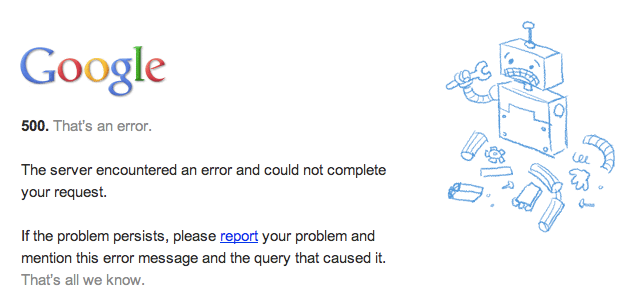 Google
500. That's an error.
The server encountered an error and could not complete
your request.
If the problem persists, please report your problem and
mention this error message and the query that caused it.
That's all we know.